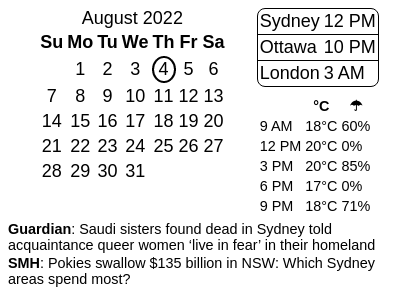 August 2022
Su Mo Tu We Th Fr Sa
1 2 3 4 5 6
7 8 9 10 11 12 13
14 15 16 17 18 19 20
21 22 23 24 25 26 27
28 29 30 31
Sydney 12 PM
Ottawa 10 PM
London 3 AM
°C ☂
9 AM 18°C 60%
12 PM 20°C 0%
3 PM 20°C 85%
6 PM 17°C 0%
9 PM 18°C 71%
Guardian: Saudi sisters found dead in Sydney told
acquaintance queer women ‘live in fear’ in their homeland
SMH: Pokies swallow $135 billion in NSW: Which Sydney
areas spend most?